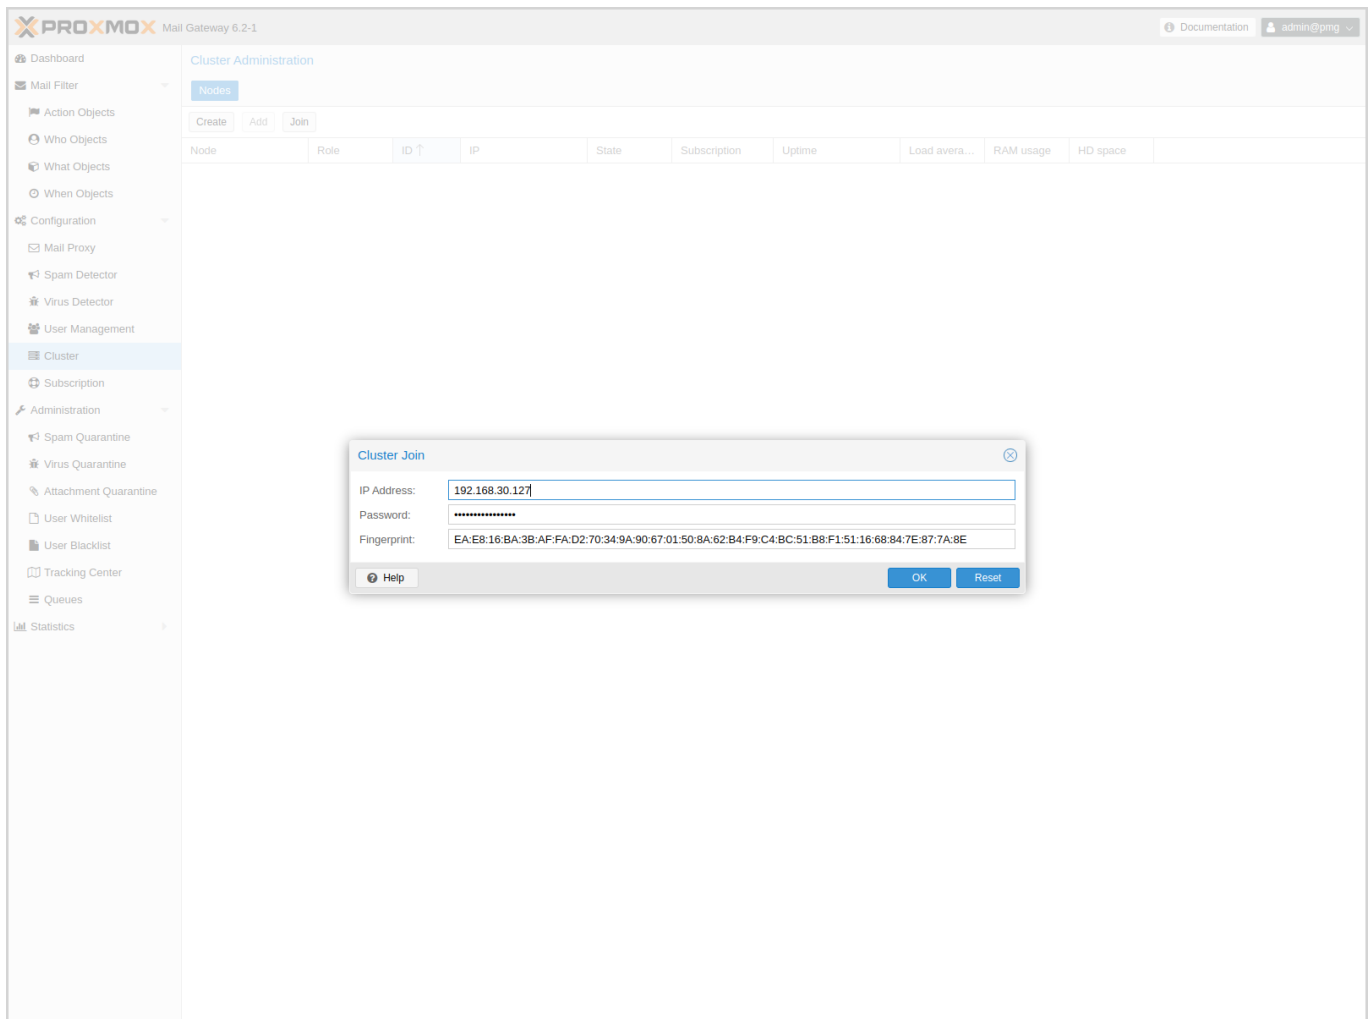 PROXMOX Mail Gateway 6.2-1 Documentation admin@pmg
Dashboard
Mail Filter
Action Objects
Who Objects
What Objects
When Objects
Configuration
Mail Proxy
Spam Detector
Virus Detector
User Management
Cluster
Subscription
Administration
Spam Quarantine
Virus Quarantine
Attachment Quarantine
User Whitelist
User Blacklist
Tracking Center
Queues
Statistics
Cluster Administration
Nodes
Create Add Join
Node Role ID IP State Subscription Uptime Load avera... RAM usage HD space
Cluster Join
IP Address: 192.168.30.127
Password: ••••••••••••••••
Fingerprint: EA:E8:16:BA:3B:AF:FA:D2:70:34:9A:90:67:01:50:8A:62:B4:F9:C4:BC:51:B8:F1:51:16:68:84:7E:87:7A:8E
Help OK Reset